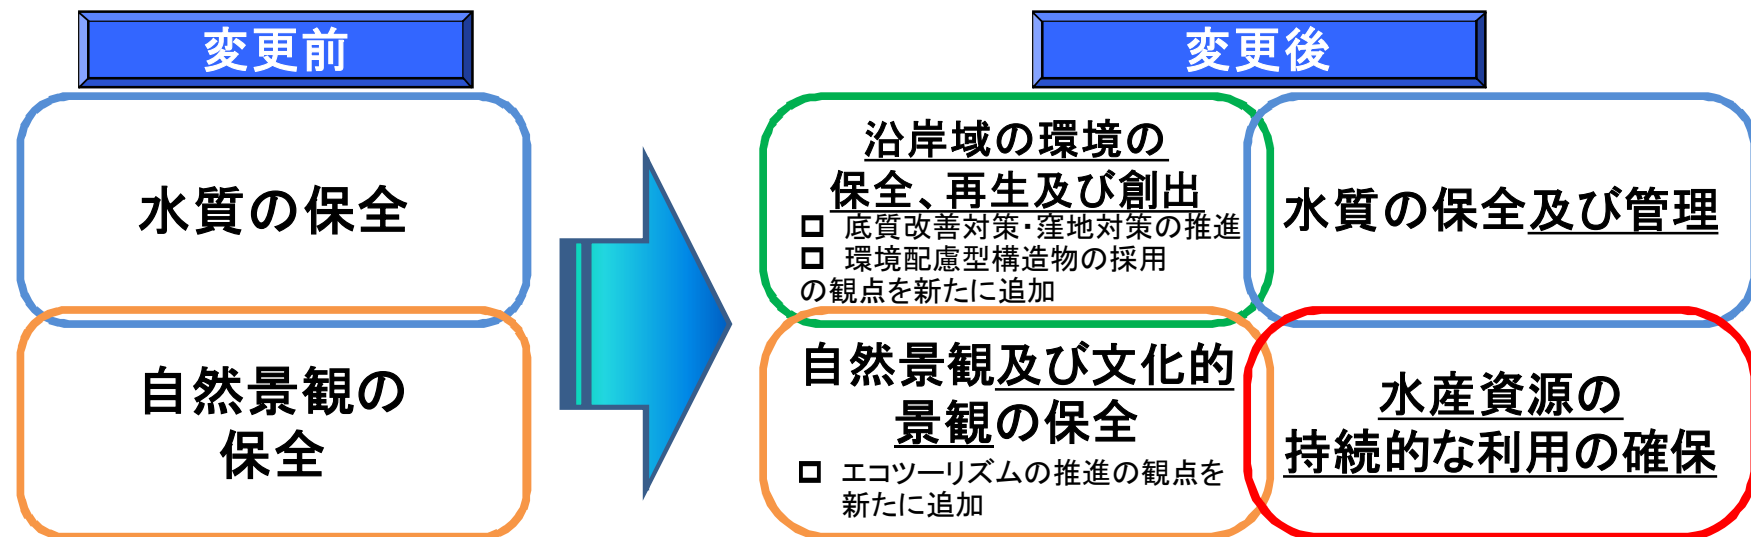 変更前
水質の保全
自然景観の
保全
変更後
沿岸域の環境の
保全、再生及び創出
❑ 底質改善対策・窪地対策の推進
❑ 環境配慮型構造物の採用
の観点を新たに追加
水質の保全及び管理
自然景観及び文化的
景観の保全
❑ エコツーリズムの推進の観点を
新たに追加
水産資源の
持続的な利用の確保